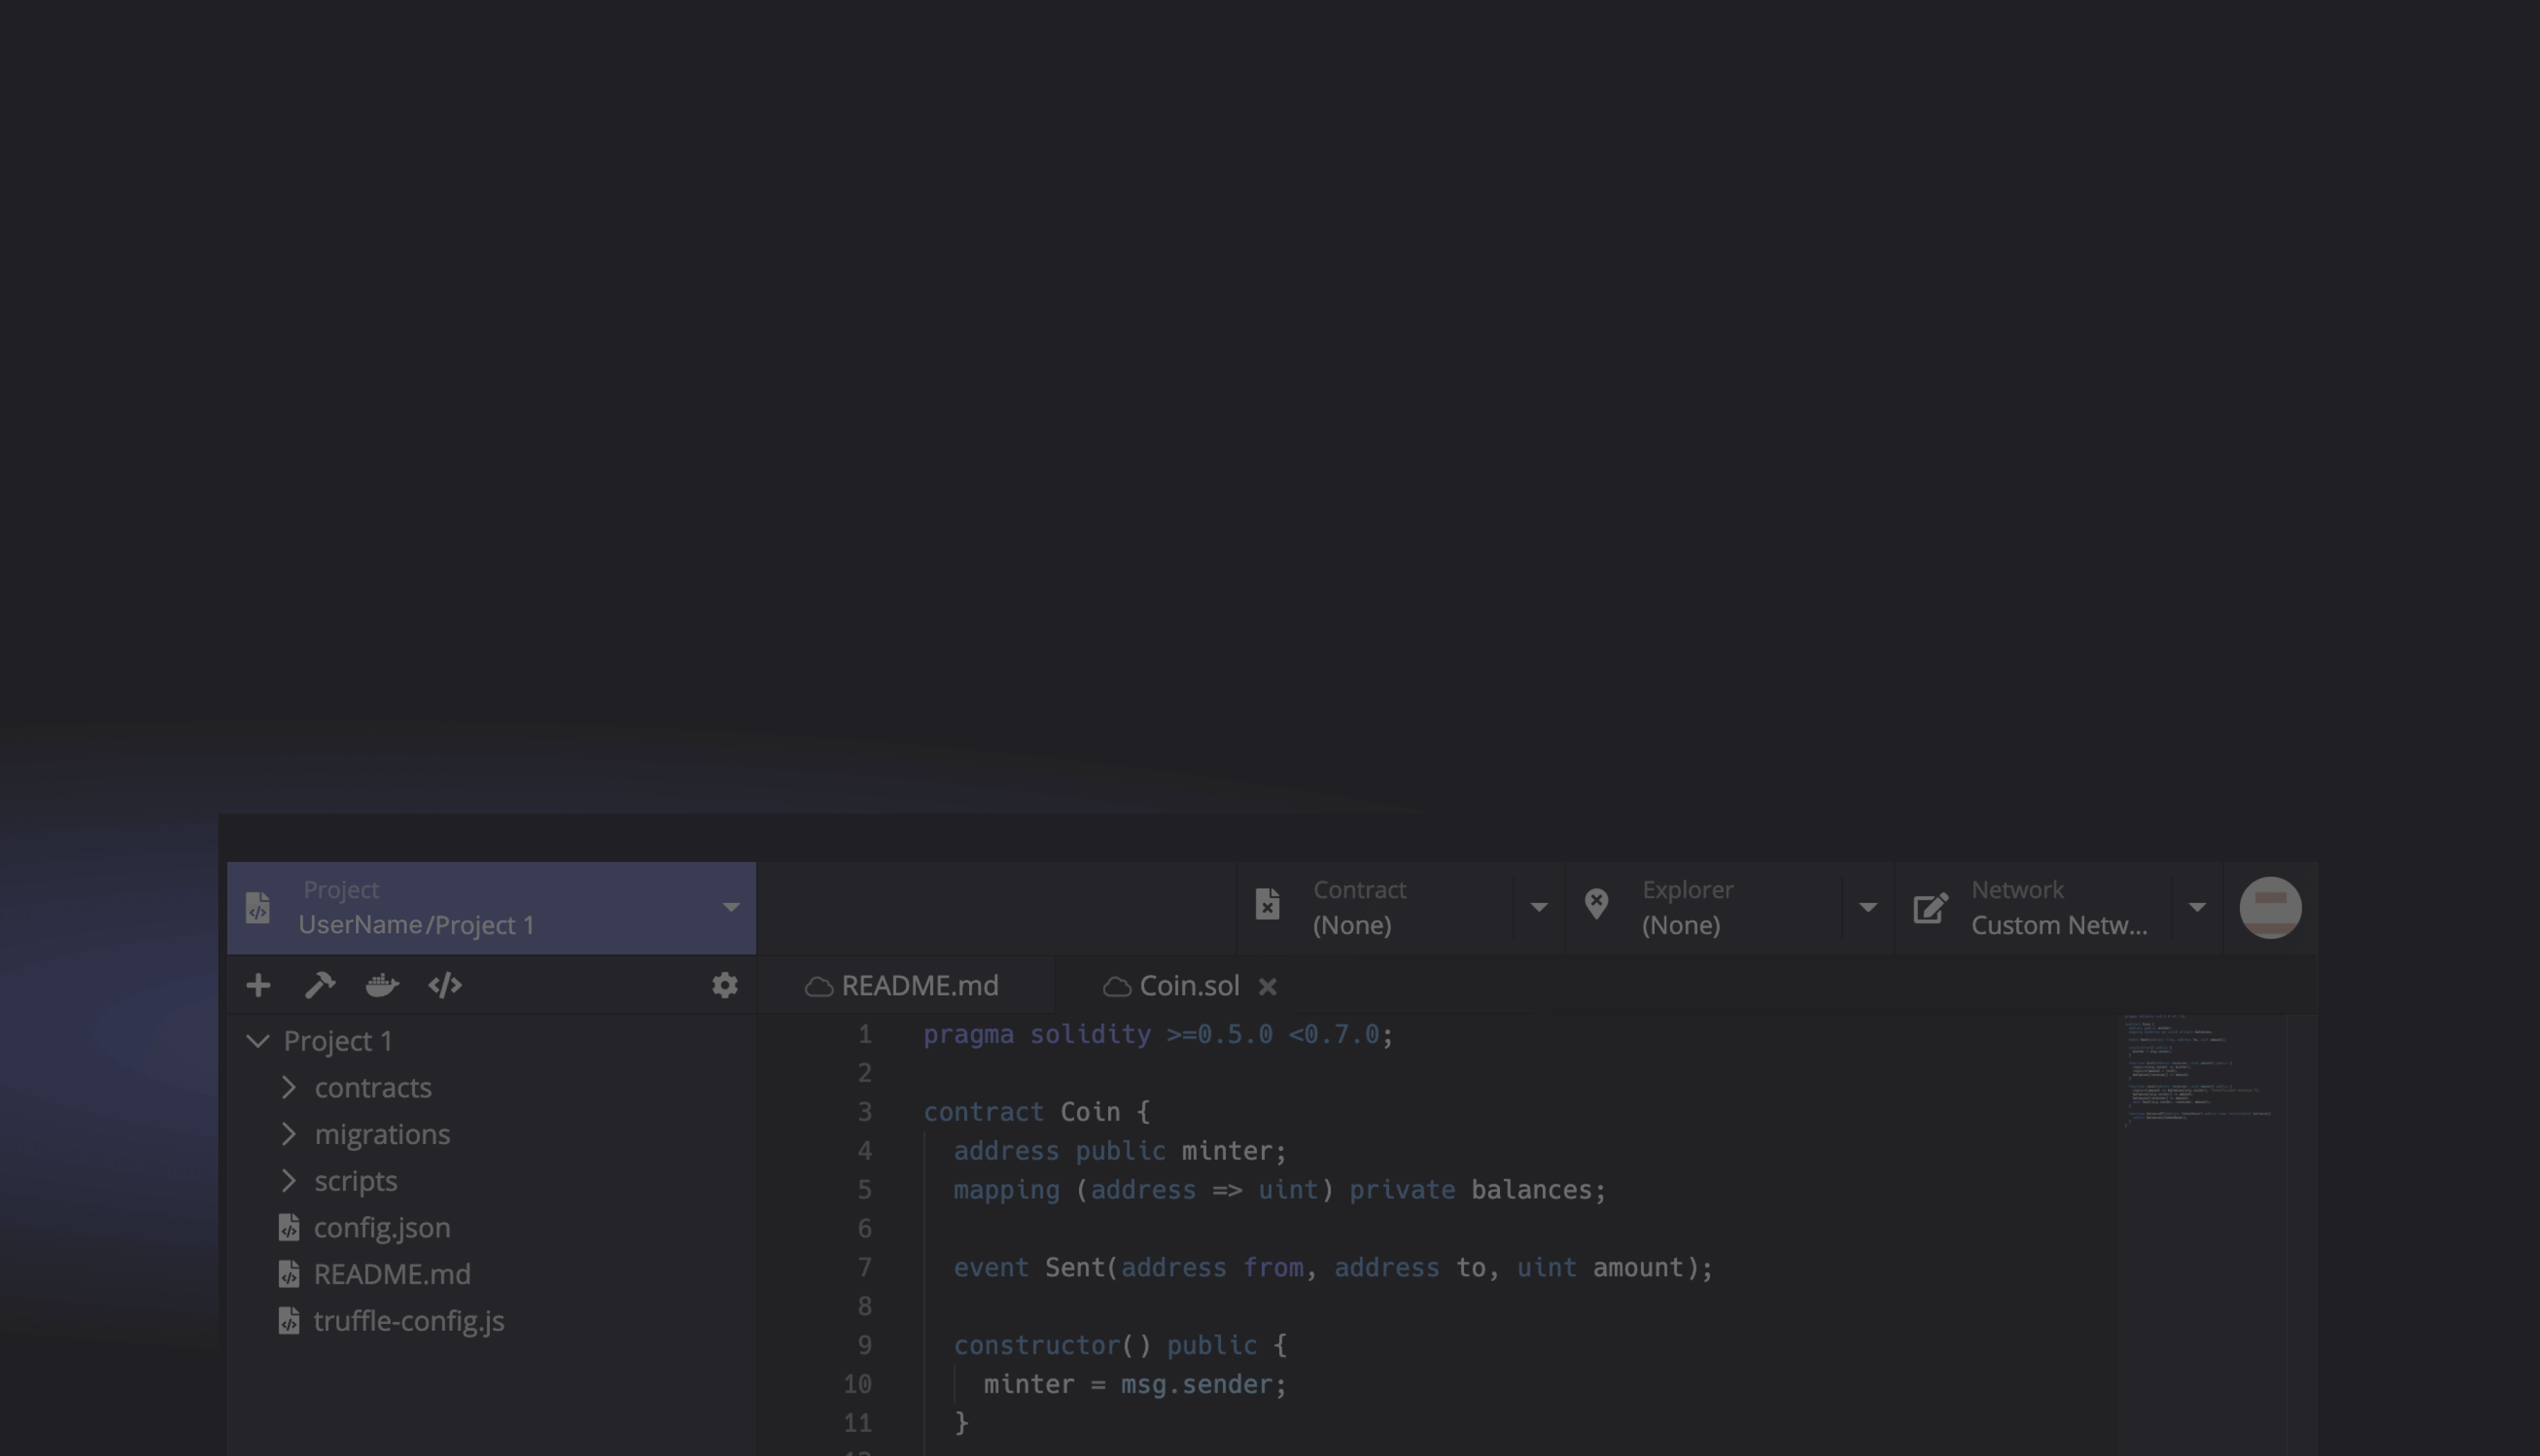 Project
UserName/Project 1
Contract
(None)
Explorer
(None)
Network
Custom Netw...
README.md
Coin.sol
Project 1
contracts
migrations
scripts
config.json
README.md
truffle-config.js
1 pragma solidity >=0.5.0 <0.7.0;
2
3 contract Coin {
4 address public minter;
5 mapping (address => uint) private balances;
6
7 event Sent(address from, address to, uint amount);
8
9 constructor() public {
10 minter = msg.sender;
11 }